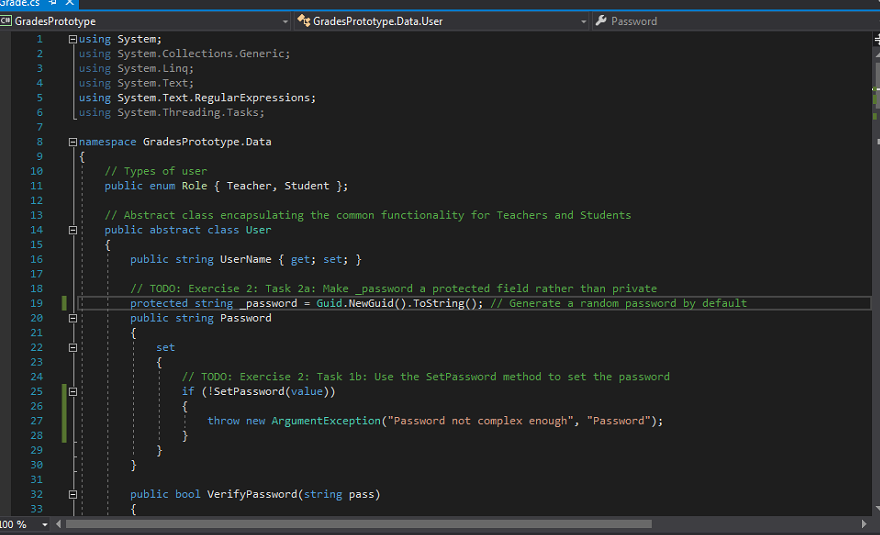 Grade.cs
C# GradesPrototype GradesPrototype.Data.User Password
1 using System;
2 using System.Collections.Generic;
3 using System.Linq;
4 using System.Text;
5 using System.Text.RegularExpressions;
6 using System.Threading.Tasks;
7
8 namespace GradesPrototype.Data
9 {
10 // Types of user
11 public enum Role { Teacher, Student };
12
13 // Abstract class encapsulating the common functionality for Teachers and Students
14 public abstract class User
15 {
16 public string UserName { get; set; }
17
18 // TODO: Exercise 2: Task 2a: Make _password a protected field rather than private
19 protected string _password = Guid.NewGuid().ToString(); // Generate a random password by default
20 public string Password
21 {
22 set
23 {
24 // TODO: Exercise 2: Task 1b: Use the SetPassword method to set the password
25 if (!SetPassword(value))
26 {
27 throw new ArgumentException("Password not complex enough", "Password");
28 }
29 }
30 }
31
32 public bool VerifyPassword(string pass)
33 {
100 %